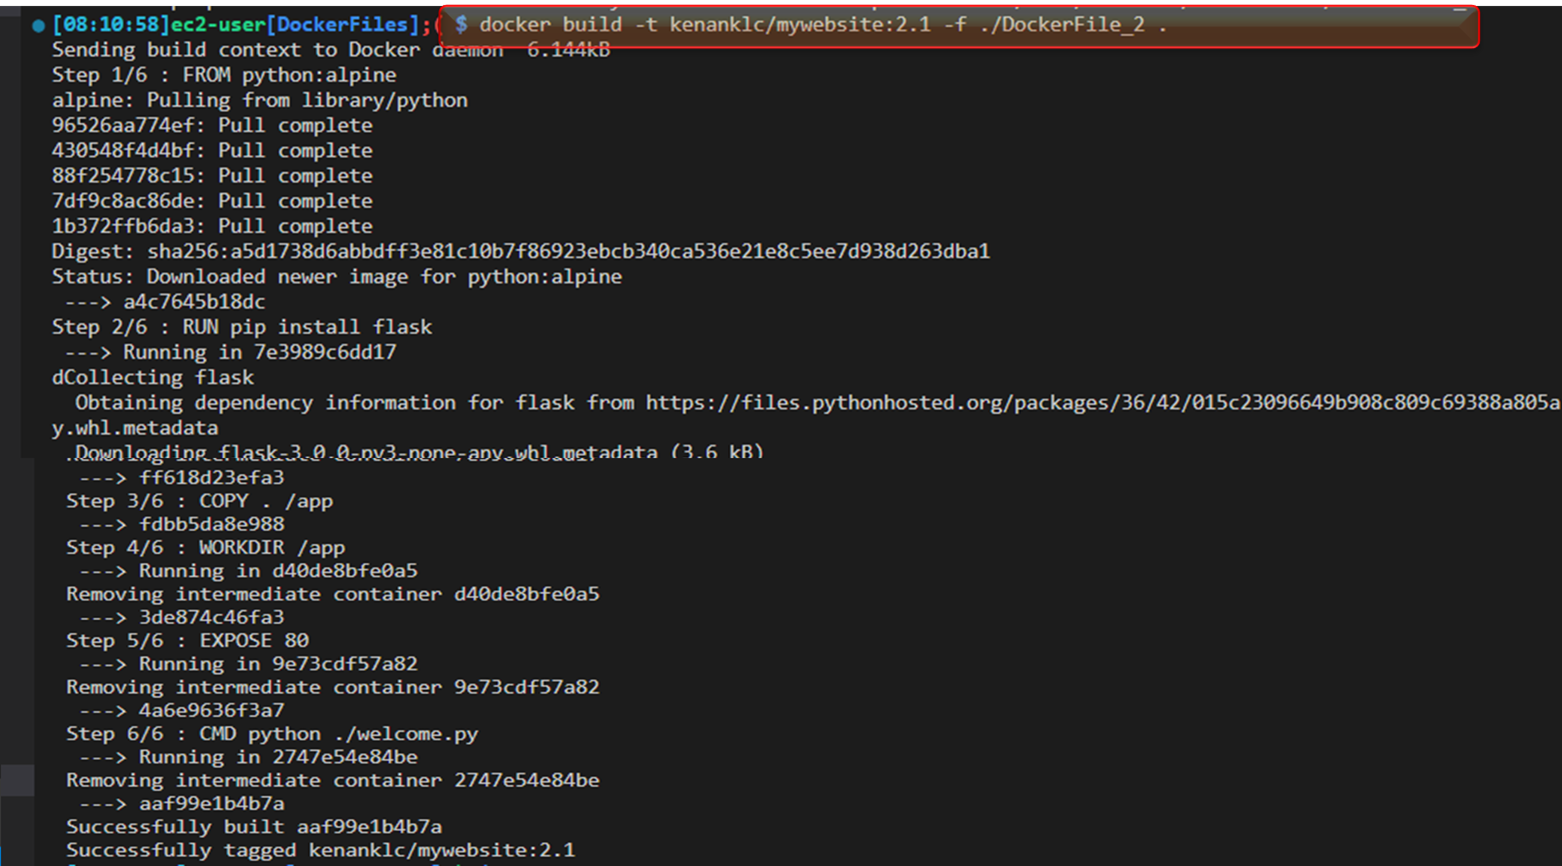 [08:10:58]ec2-user[DockerFiles];( $ docker build -t kenanklc/mywebsite:2.1 -f ./DockerFile_2 .
Sending build context to Docker daemon  6.144kB
Step 1/6 : FROM python:alpine
alpine: Pulling from library/python
96526aa774ef: Pull complete
430548f4d4bf: Pull complete
88f254778c15: Pull complete
7df9c8ac86de: Pull complete
1b372ffb6da3: Pull complete
Digest: sha256:a5d1738d6abbdff3e81c10b7f86923ebcb340ca536e21e8c5ee7d938d263dba1
Status: Downloaded newer image for python:alpine
 ---> a4c7645b18dc
Step 2/6 : RUN pip install flask
 ---> Running in 7e3989c6dd17
dCollecting flask
  Obtaining dependency information for flask from https://files.pythonhosted.org/packages/36/42/015c23096649b908c809c69388a805a
y.whl.metadata
  Downloading flask-3.0.0-py3-none-any.whl.metadata (3.6 kB)
 ---> ff618d23efa3
Step 3/6 : COPY . /app
 ---> fdbb5da8e988
Step 4/6 : WORKDIR /app
 ---> Running in d40de8bfe0a5
Removing intermediate container d40de8bfe0a5
 ---> 3de874c46fa3
Step 5/6 : EXPOSE 80
 ---> Running in 9e73cdf57a82
Removing intermediate container 9e73cdf57a82
 ---> 4a6e9636f3a7
Step 6/6 : CMD python ./welcome.py
 ---> Running in 2747e54e84be
Removing intermediate container 2747e54e84be
 ---> aaf99e1b4b7a
Successfully built aaf99e1b4b7a
Successfully tagged kenanklc/mywebsite:2.1